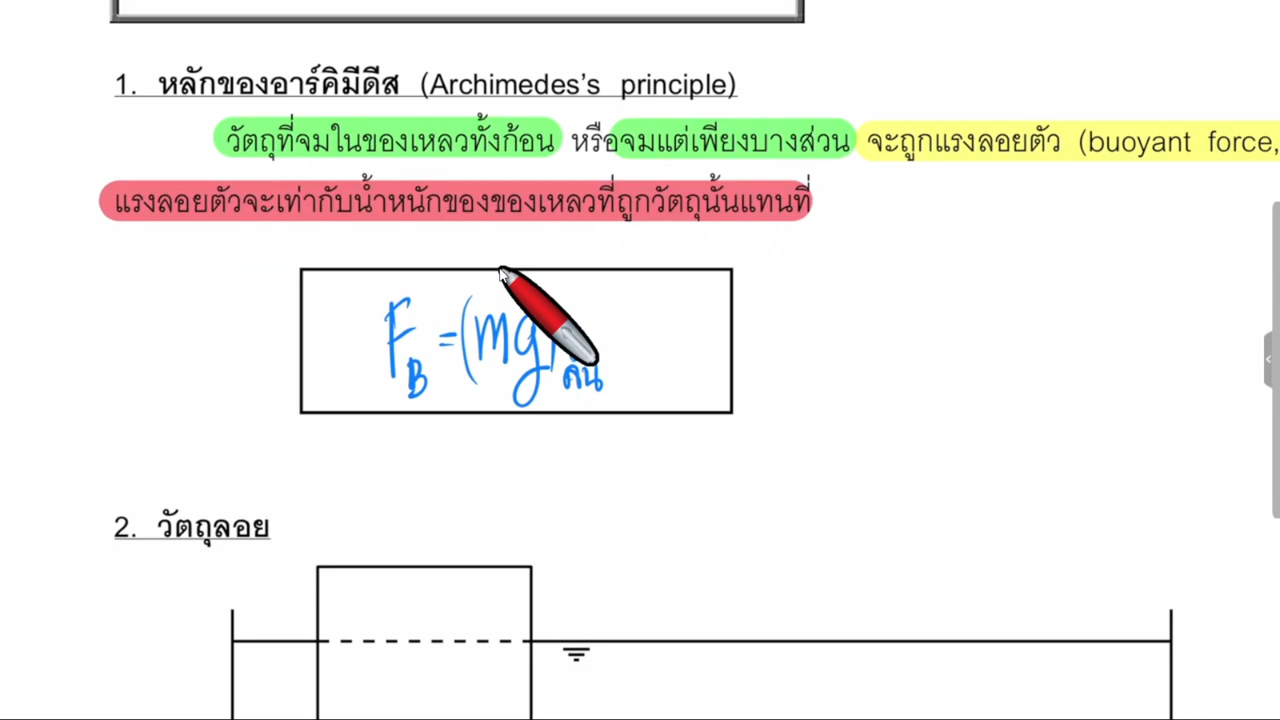 1. หลักของอาร์คิมีดีส (Archimedes's principle)
วัตถุที่จมในของเหลวทั้งก้อน หรือจมแต่เพียงบางส่วน จะถูกแรงลอยตัว (buoyant force,
แรงลอยตัวจะเท่ากับน้ำหนักของของเหลวที่ถูกวัตถุนั้นแทนที่
F_B = (mg) ล้น
2. วัตถุลอย